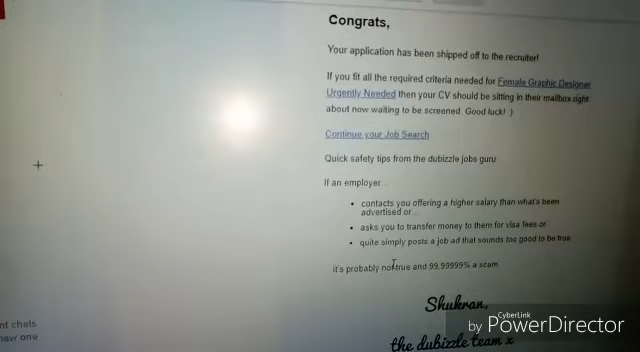 Congrats,
Your application has been shipped off to the recruiter!
If you fit all the required criteria needed for Female Graphic Designer
Urgently Needed then your CV should be sitting in their mailbox right
about now waiting to be screened. Good luck! :)
Continue your Job Search
Quick safety tips from the dubizzle jobs guru
If an employer...
contacts you offering a higher salary than what's been
advertised or...
asks you to transfer money to them for visa fees or
quite simply posts a job ad that sounds too good to be true
it's probably not true and 99.99999% a scam
Shukran,
the dubizzle team x
nt chats
new one
CyberLink
by PowerDirector